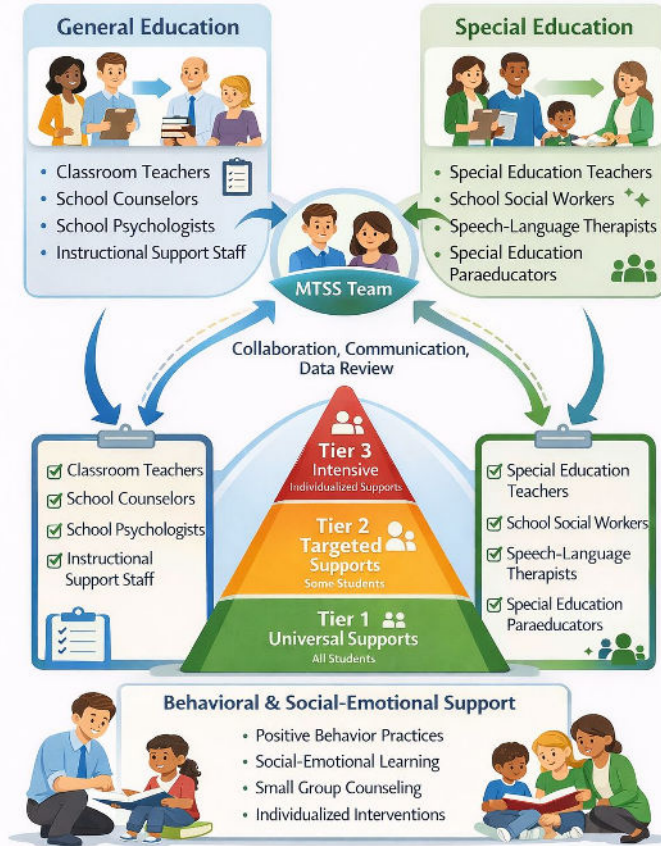 General Education
Classroom Teachers
School Counselors
School Psychologists
Instructional Support Staff
Special Education
Special Education Teachers
School Social Workers
Speech-Language Therapists
Special Education
Paraeducators
MTSS Team
Collaboration, Communication,
Data Review
Classroom Teachers
School Counselors
School Psychologists
Instructional
Support Staff
Tier 3
Intensive
Individualized Supports
Tier 2
Targeted
Supports
Some Students
Tier 1
Universal Supports
All Students
Special Education
Teachers
School Social Workers
Speech-Language
Therapists
Special Education
Paraeducators
Behavioral & Social-Emotional Support
Positive Behavior Practices
Social-Emotional Learning
Small Group Counseling
Individualized Interventions